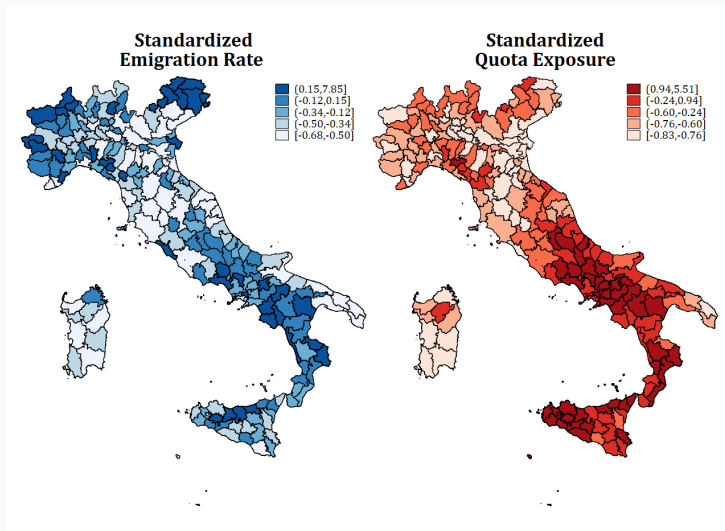 Standardized
Emigration Rate
(0.15,7.85]
(-0.12,0.15]
(-0.34,-0.12]
(-0.50,-0.34]
[-0.68,-0.50]
Standardized
Quota Exposure
(0.94,5.51]
(-0.24,0.94]
(-0.60,-0.24]
(-0.76,-0.60]
[-0.83,-0.76]